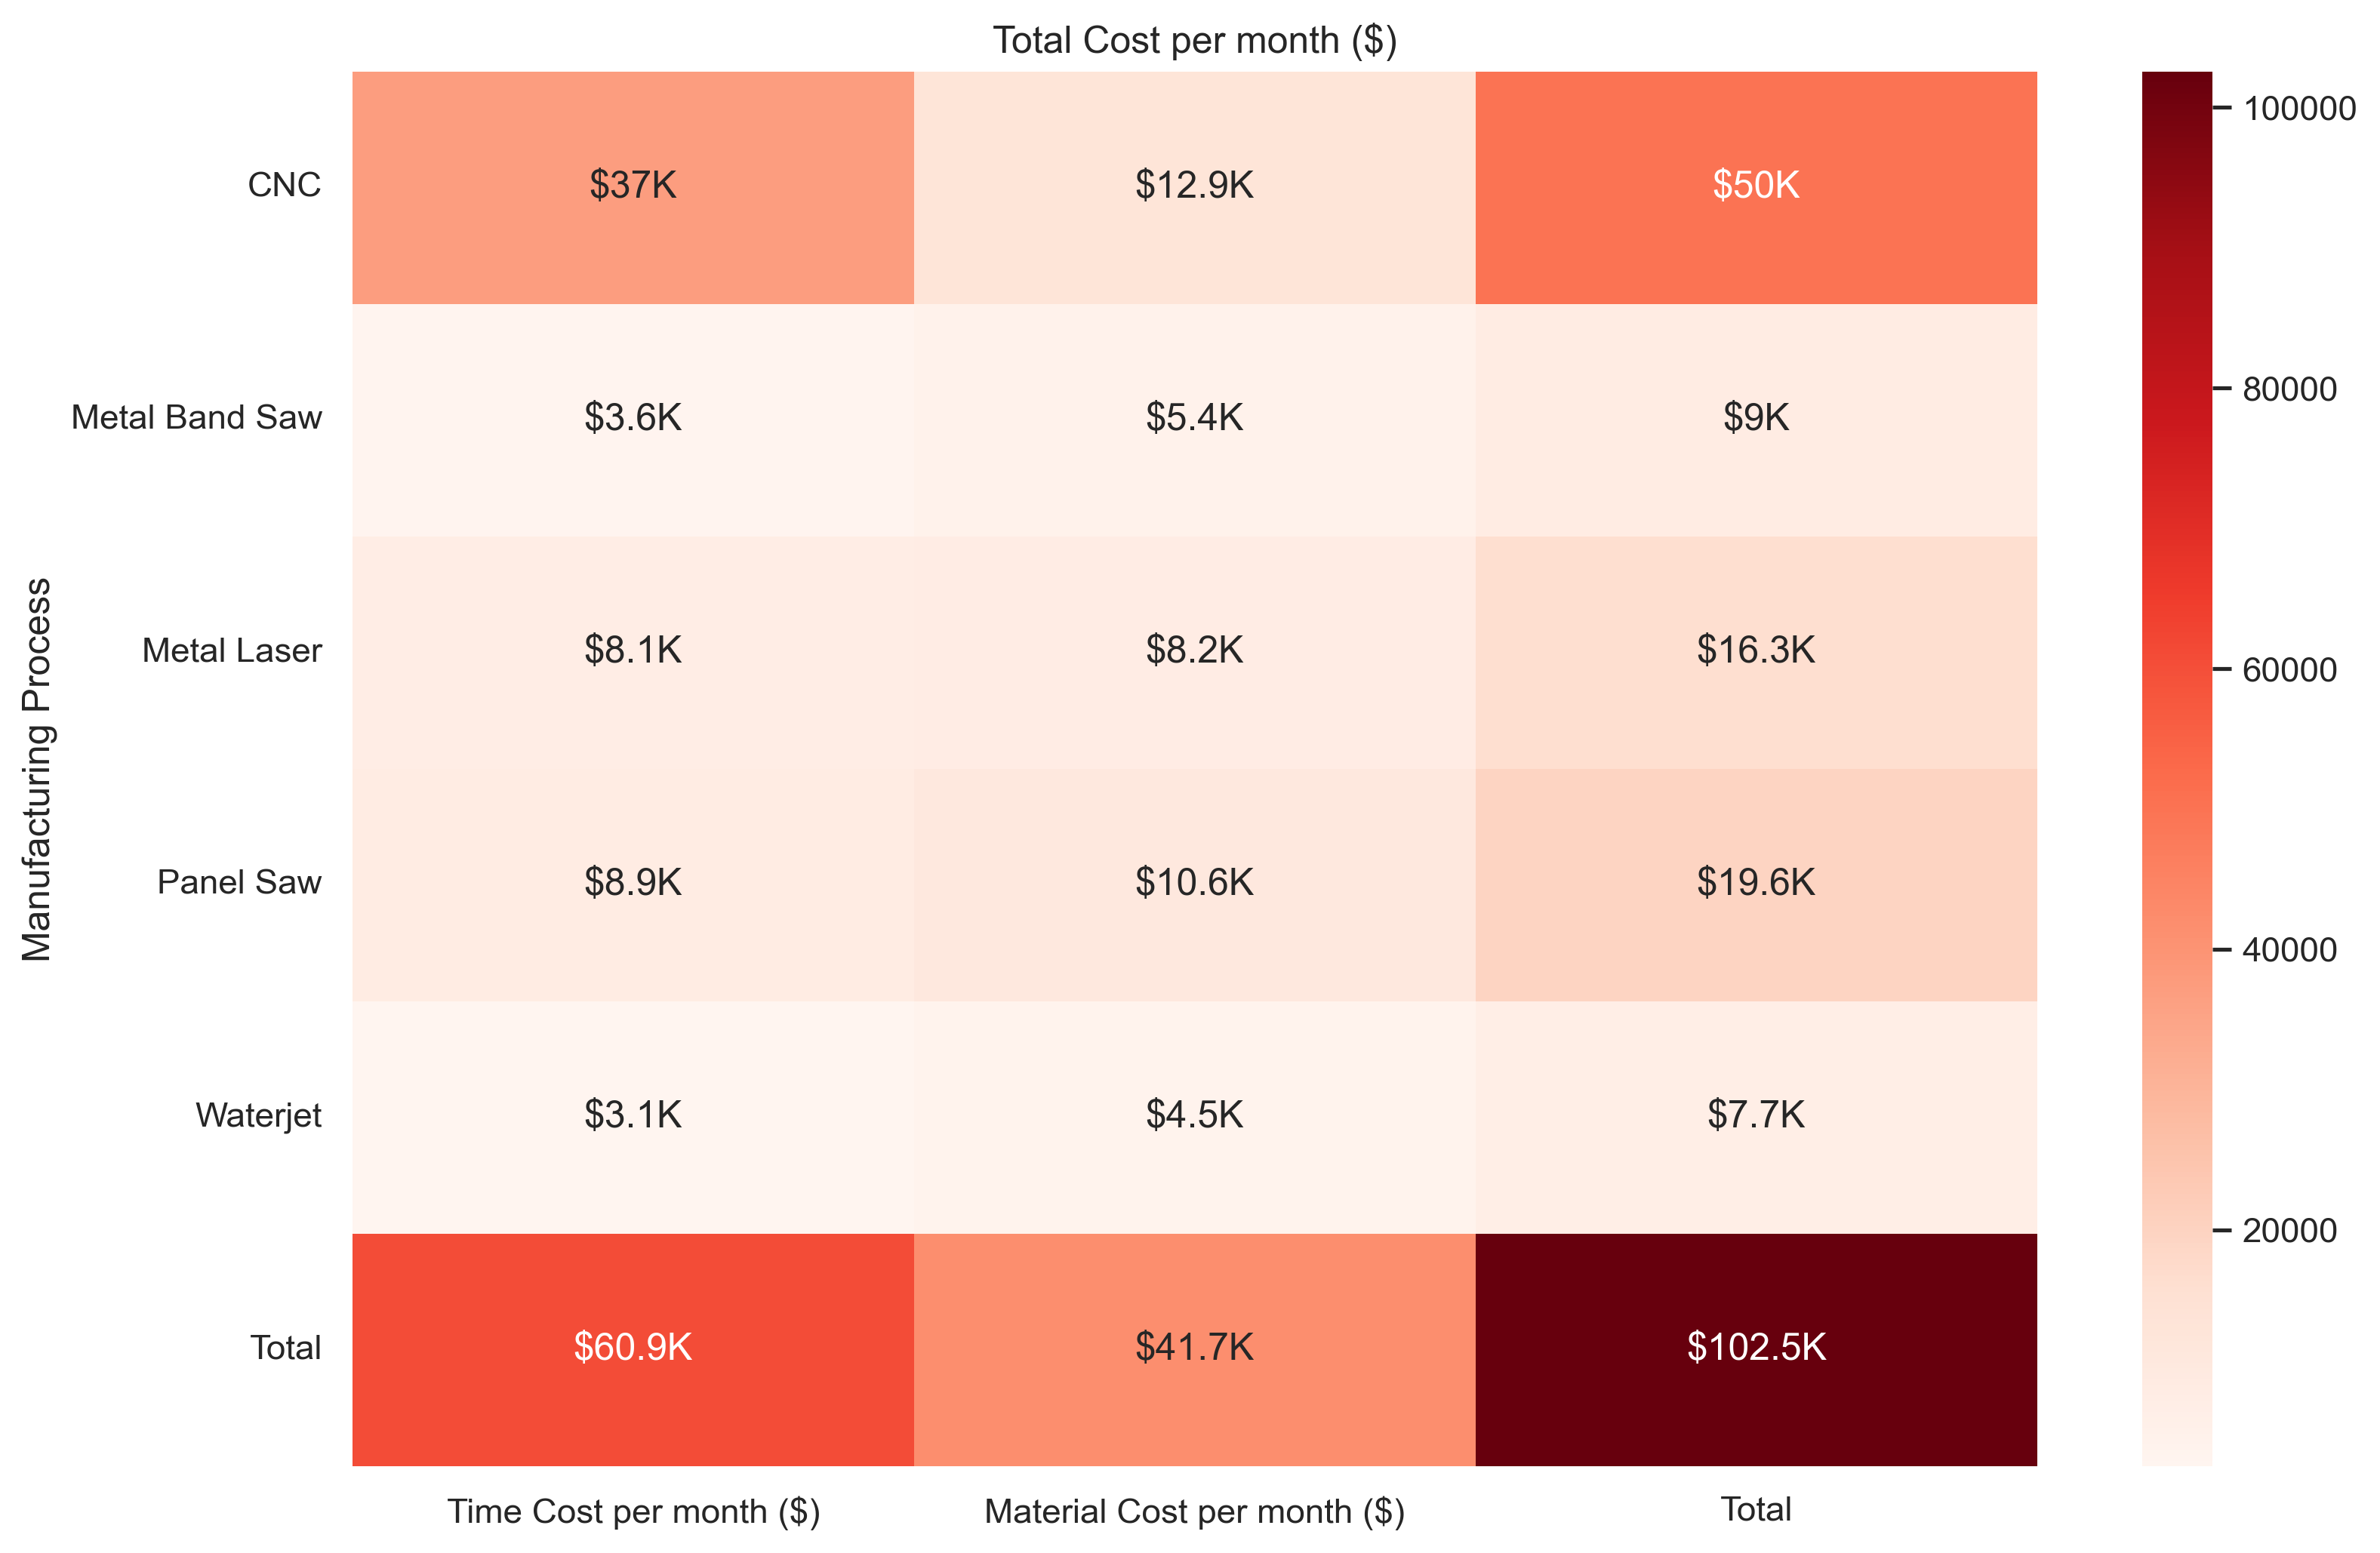 Total Cost per month ($)
Manufacturing Process
CNC $37K $12.9K $50K
Metal Band Saw $3.6K $5.4K $9K
Metal Laser $8.1K $8.2K $16.3K
Panel Saw $8.9K $10.6K $19.6K
Waterjet $3.1K $4.5K $7.7K
Total $60.9K $41.7K $102.5K
Time Cost per month ($) Material Cost per month ($) Total
100000
80000
60000
40000
20000